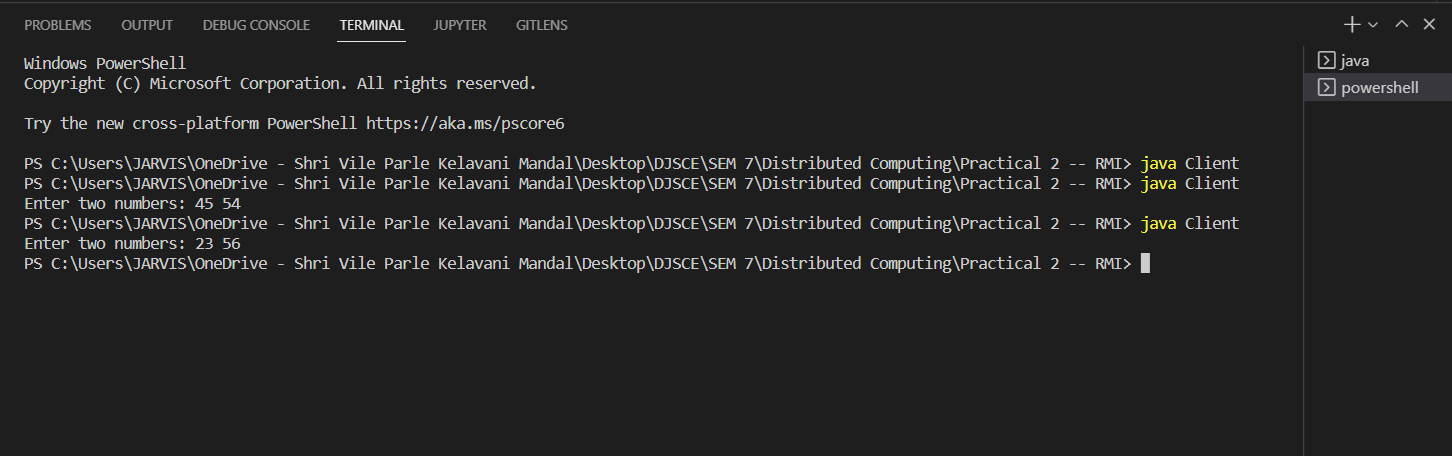 PROBLEMS OUTPUT DEBUG CONSOLE TERMINAL JUPYTER GITLENS
Windows PowerShell
Copyright (C) Microsoft Corporation. All rights reserved.
Try the new cross-platform PowerShell https://aka.ms/pscore6
PS C:\Users\JARVIS\OneDrive - Shri Vile Parle Kelavani Mandal\Desktop\DJSCE\SEM 7\Distributed Computing\Practical 2 -- RMI> java Client
PS C:\Users\JARVIS\OneDrive - Shri Vile Parle Kelavani Mandal\Desktop\DJSCE\SEM 7\Distributed Computing\Practical 2 -- RMI> java Client
Enter two numbers: 45 54
PS C:\Users\JARVIS\OneDrive - Shri Vile Parle Kelavani Mandal\Desktop\DJSCE\SEM 7\Distributed Computing\Practical 2 -- RMI> java Client
Enter two numbers: 23 56
PS C:\Users\JARVIS\OneDrive - Shri Vile Parle Kelavani Mandal\Desktop\DJSCE\SEM 7\Distributed Computing\Practical 2 -- RMI>
java
powershell